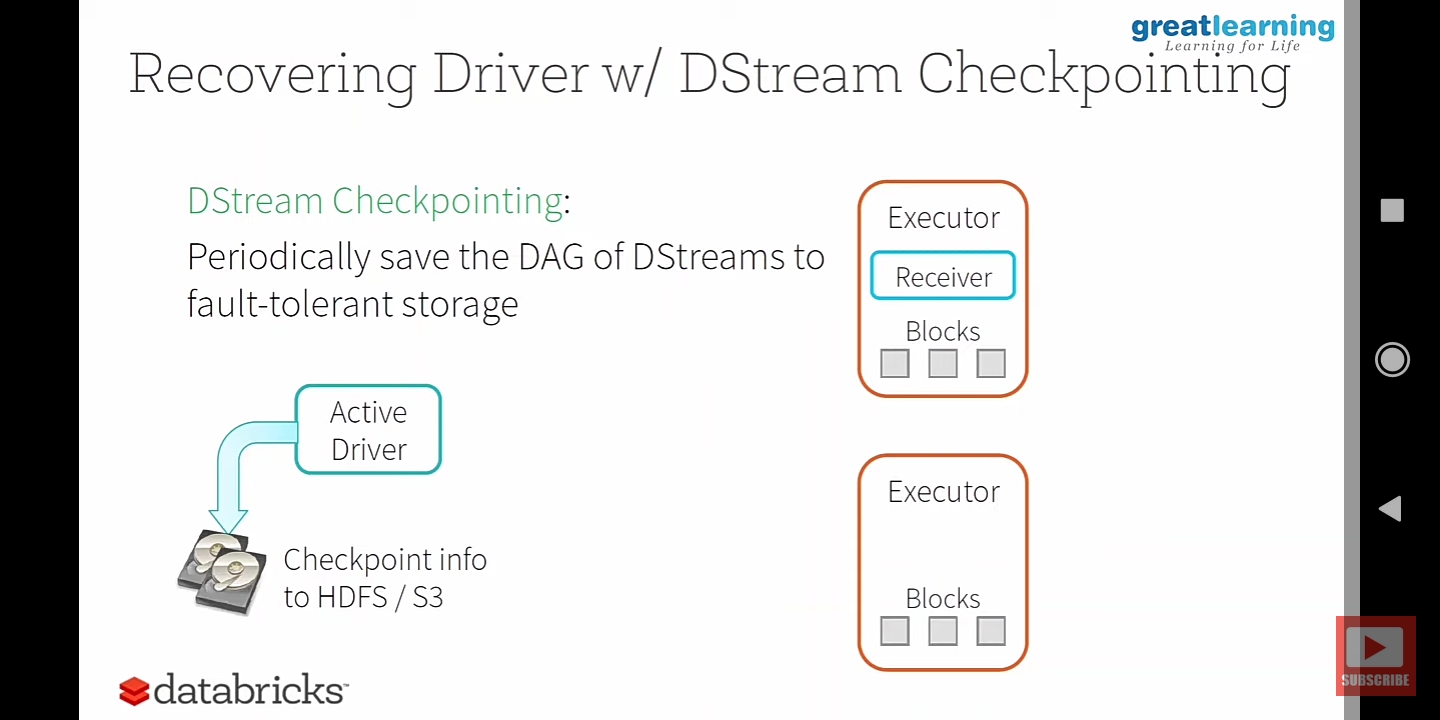 greatlearning
Learning for Life
Recovering Driver w/ DStream Checkpointing
DStream Checkpointing:
Periodically save the DAG of DStreams to
fault-tolerant storage
Active
Driver
Checkpoint info
to HDFS / S3
Executor
Receiver
Blocks
Executor
Blocks
databricks™
SUBSCRIBE